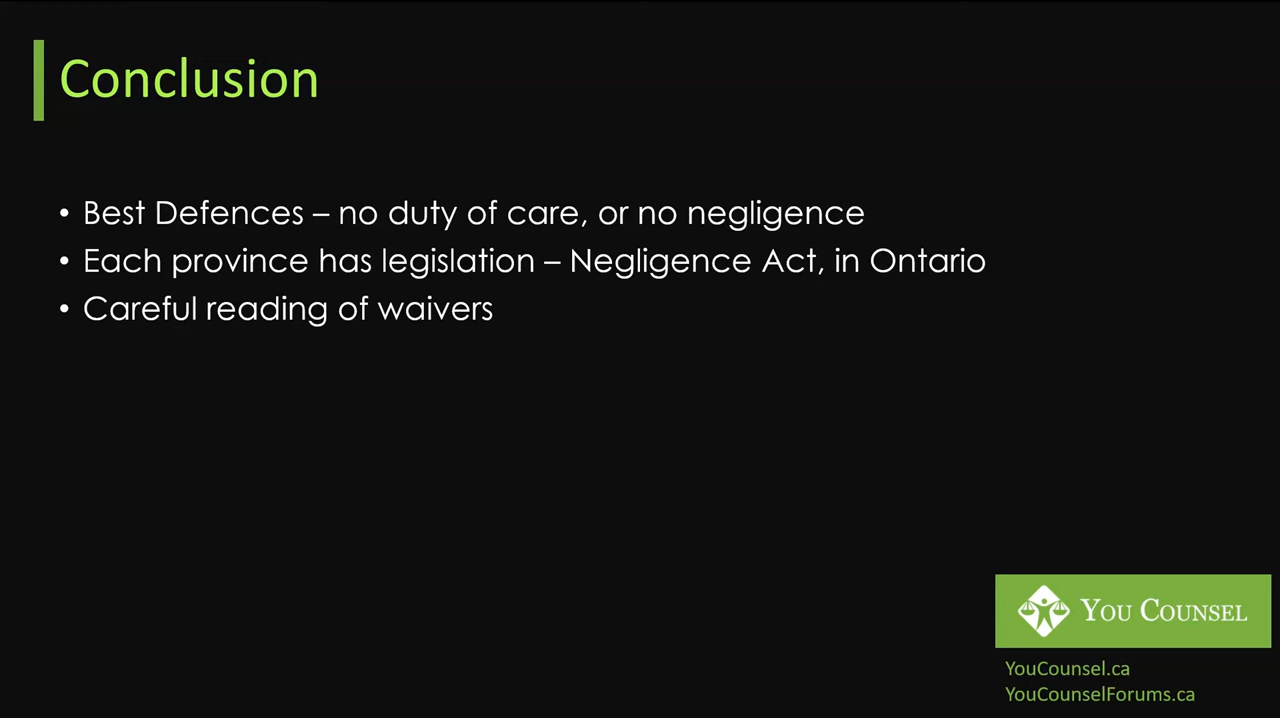 Conclusion
• Best Defences – no duty of care, or no negligence
• Each province has legislation – Negligence Act, in Ontario
• Careful reading of waivers
You Counsel
YouCounsel.ca
YouCounselForums.ca